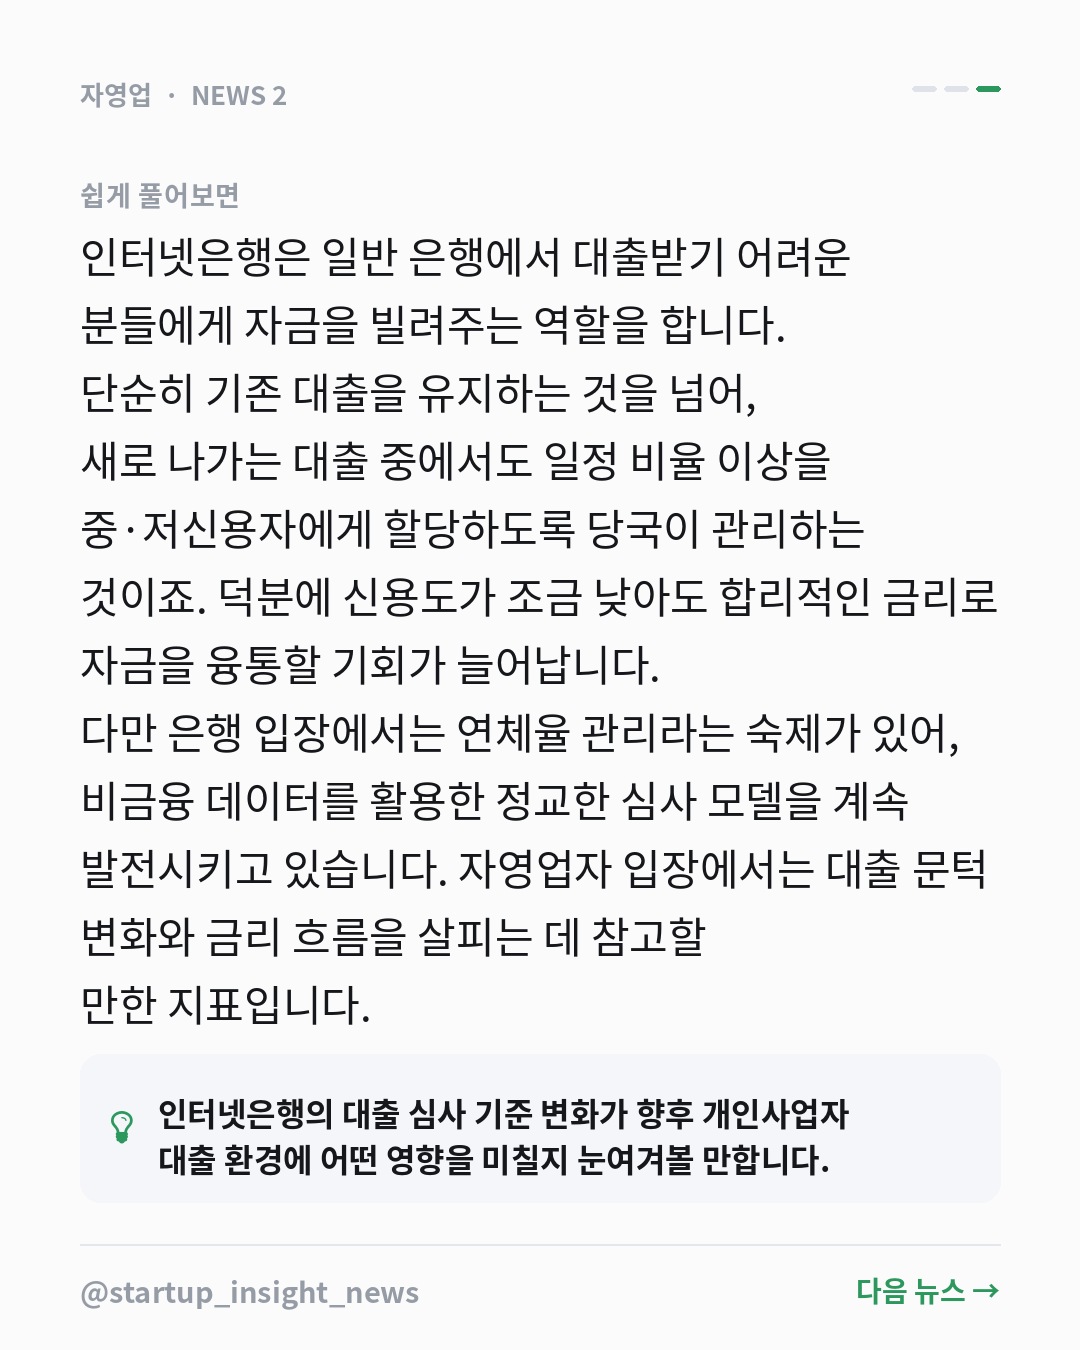 자영업 · NEWS 2
쉽게 풀어보면
인터넷은행은 일반 은행에서 대출받기 어려운
분들에게 자금을 빌려주는 역할을 합니다.
단순히 기존 대출을 유지하는 것을 넘어,
새로 나가는 대출 중에서도 일정 비율 이상을
중·저신용자에게 할당하도록 당국이 관리하는
것이죠. 덕분에 신용도가 조금 낮아도 합리적인 금리로
자금을 융통할 기회가 늘어납니다.
다만 은행 입장에서는 연체율 관리라는 숙제가 있어,
비금융 데이터를 활용한 정교한 심사 모델을 계속
발전시키고 있습니다. 자영업자 입장에서는 대출 문턱
변화와 금리 흐름을 살피는 데 참고할
만한 지표입니다.
인터넷은행의 대출 심사 기준 변화가 향후 개인사업자
대출 환경에 어떤 영향을 미칠지 눈여겨볼 만합니다.
@startup_insight_news
다음 뉴스 →